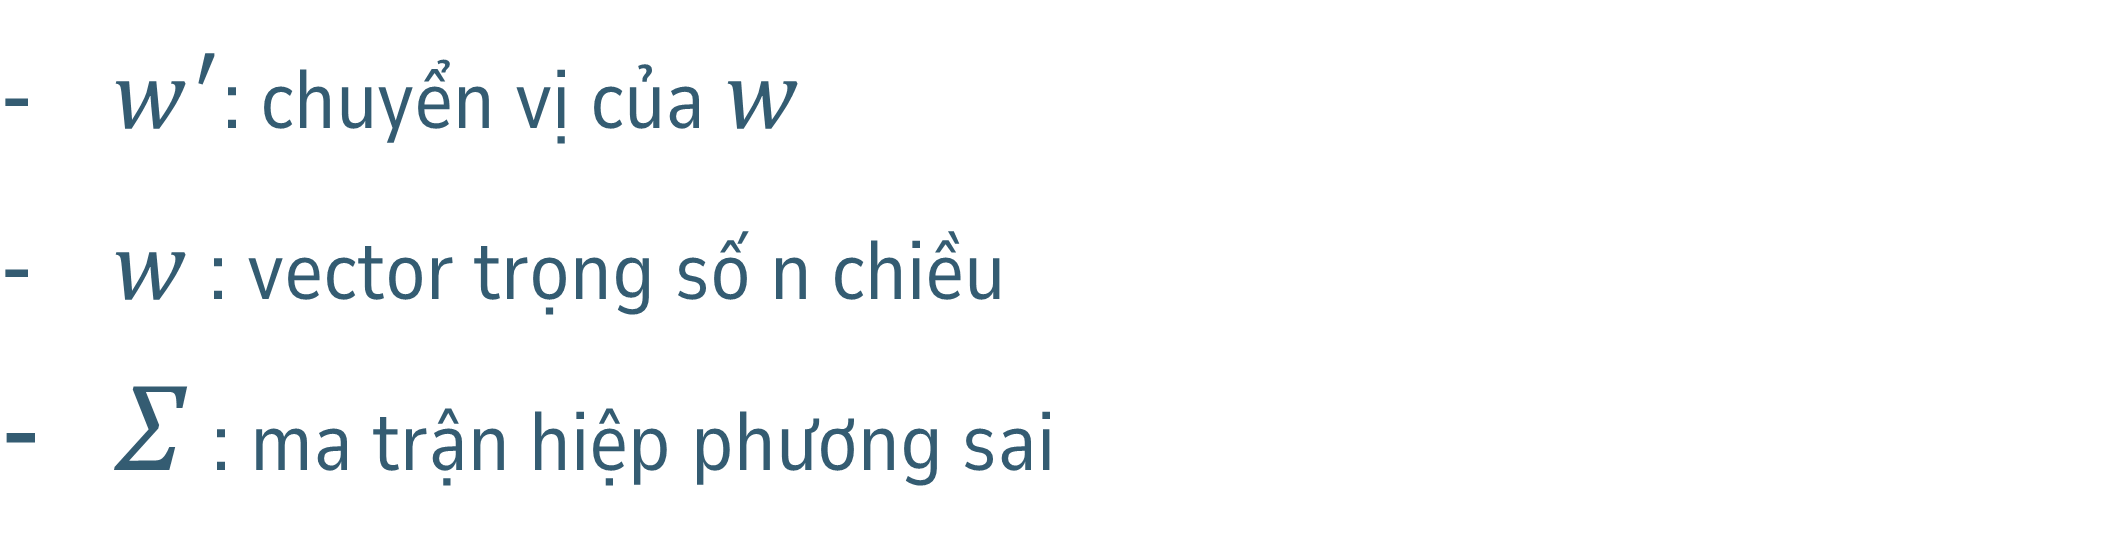 - w′: chuyển vị của w
- w : vector trọng số n chiều
- Σ : ma trận hiệp phương sai